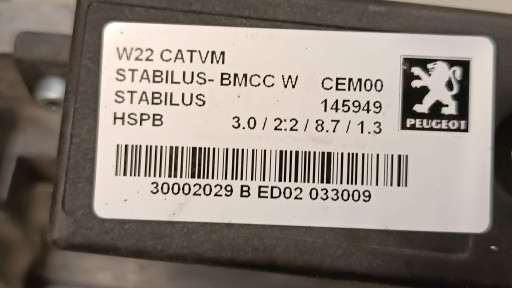 W22 CATVM
STABILUS- BMCC W CEM00
STABILUS 145949
HSPB 3.0 / 2.2 / 8.7 / 1.3
PEUGEOT
30002029 B ED02 033009